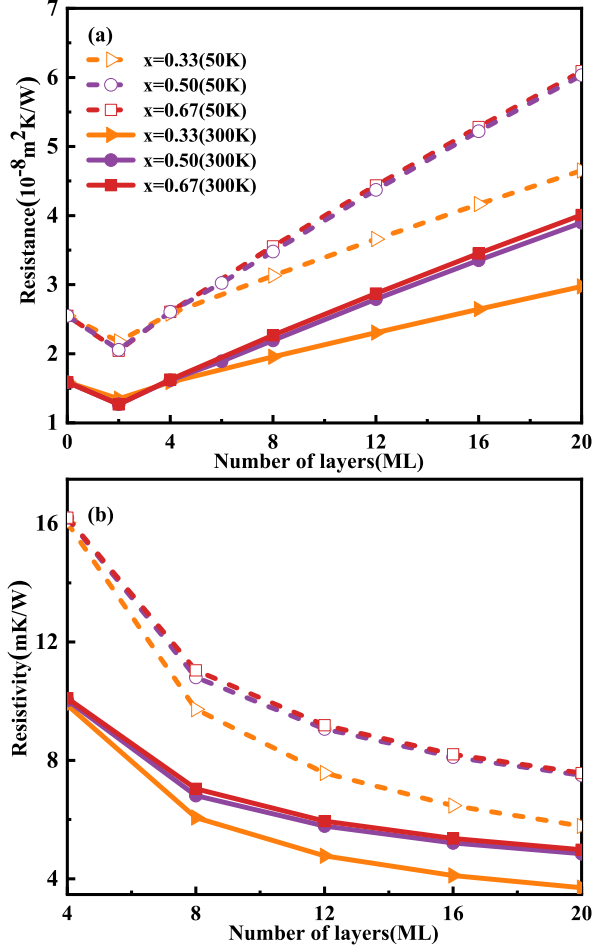 7
(a)
x=0.33(50K)
6
x=0.50(50K)
x=0.67(50K)
x=0.33(300K)
5
x=0.50(300K)
x=0.67(300K)
4
3
2
1
Resistance(10⁻⁸m²K/W)
0 4 8 12 16 20
Number of layers(ML)
(b)
16
12
8
4
Resistivity(mK/W)
4 8 12 16 20
Number of layers(ML)